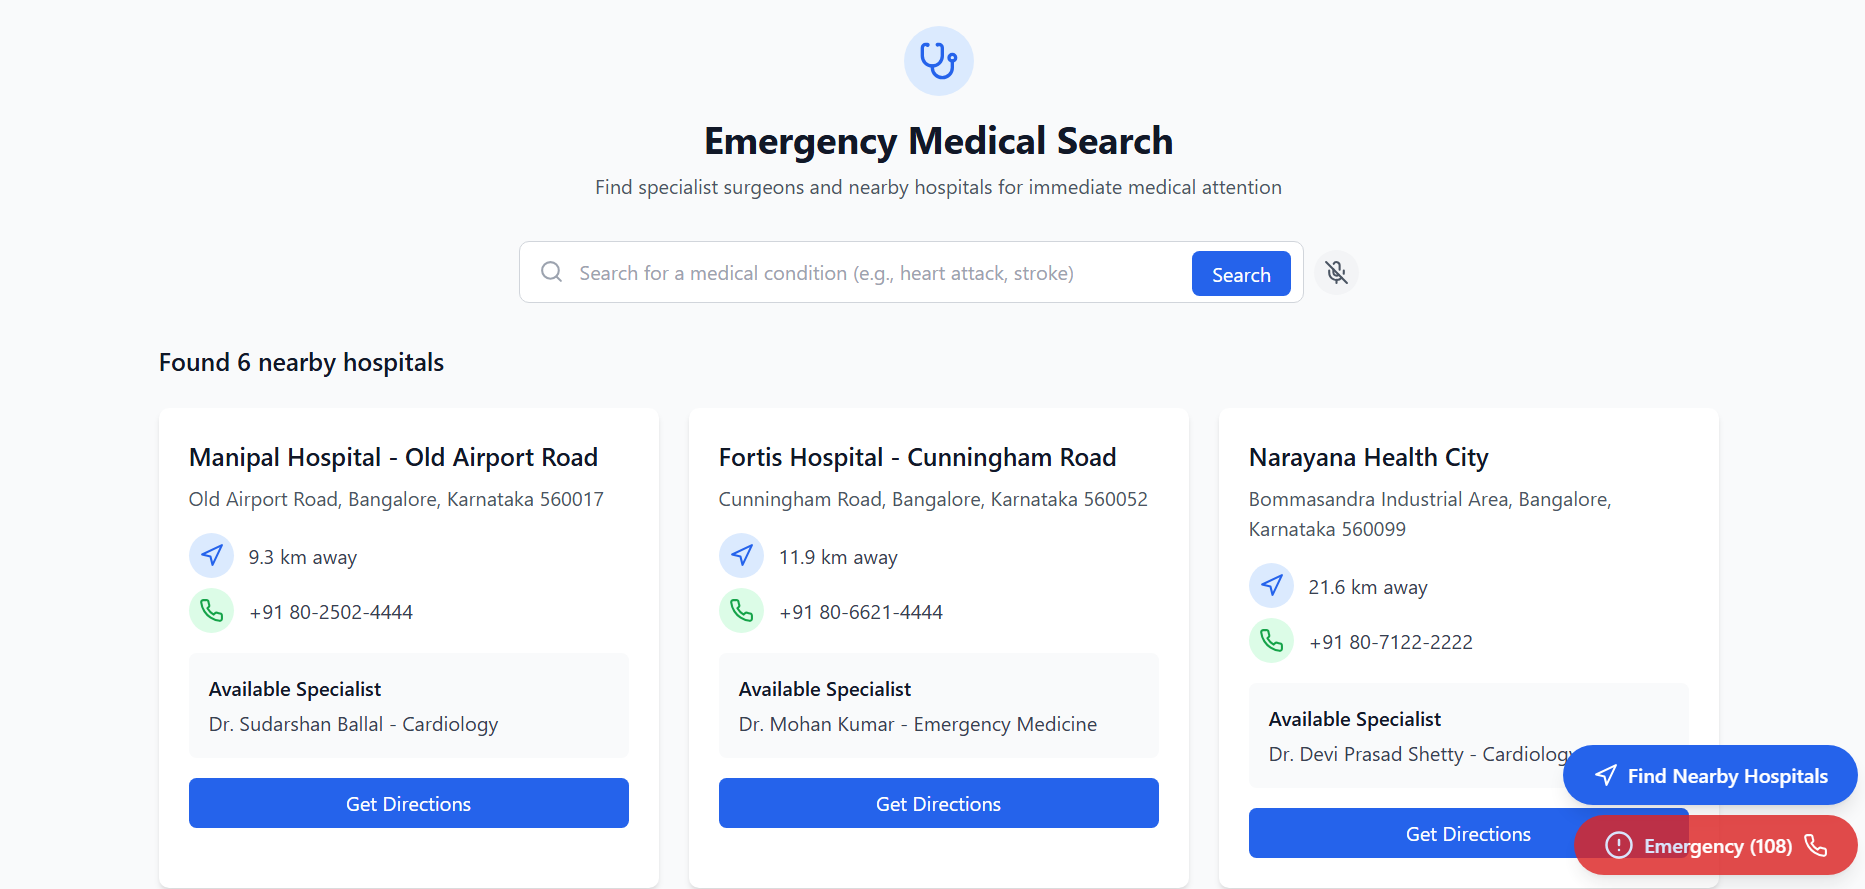 Emergency Medical Search
Find specialist surgeons and nearby hospitals for immediate medical attention
Search for a medical condition (e.g., heart attack, stroke)
Search
Found 6 nearby hospitals
Manipal Hospital - Old Airport Road
Old Airport Road, Bangalore, Karnataka 560017
9.3 km away
+91 80-2502-4444
Available Specialist
Dr. Sudarshan Ballal - Cardiology
Get Directions
Fortis Hospital - Cunningham Road
Cunningham Road, Bangalore, Karnataka 560052
11.9 km away
+91 80-6621-4444
Available Specialist
Dr. Mohan Kumar - Emergency Medicine
Get Directions
Narayana Health City
Bommasandra Industrial Area, Bangalore,
Karnataka 560099
21.6 km away
+91 80-7122-2222
Available Specialist
Dr. Devi Prasad Shetty - Cardiology
Get Directions
Find Nearby Hospitals
Emergency (108)